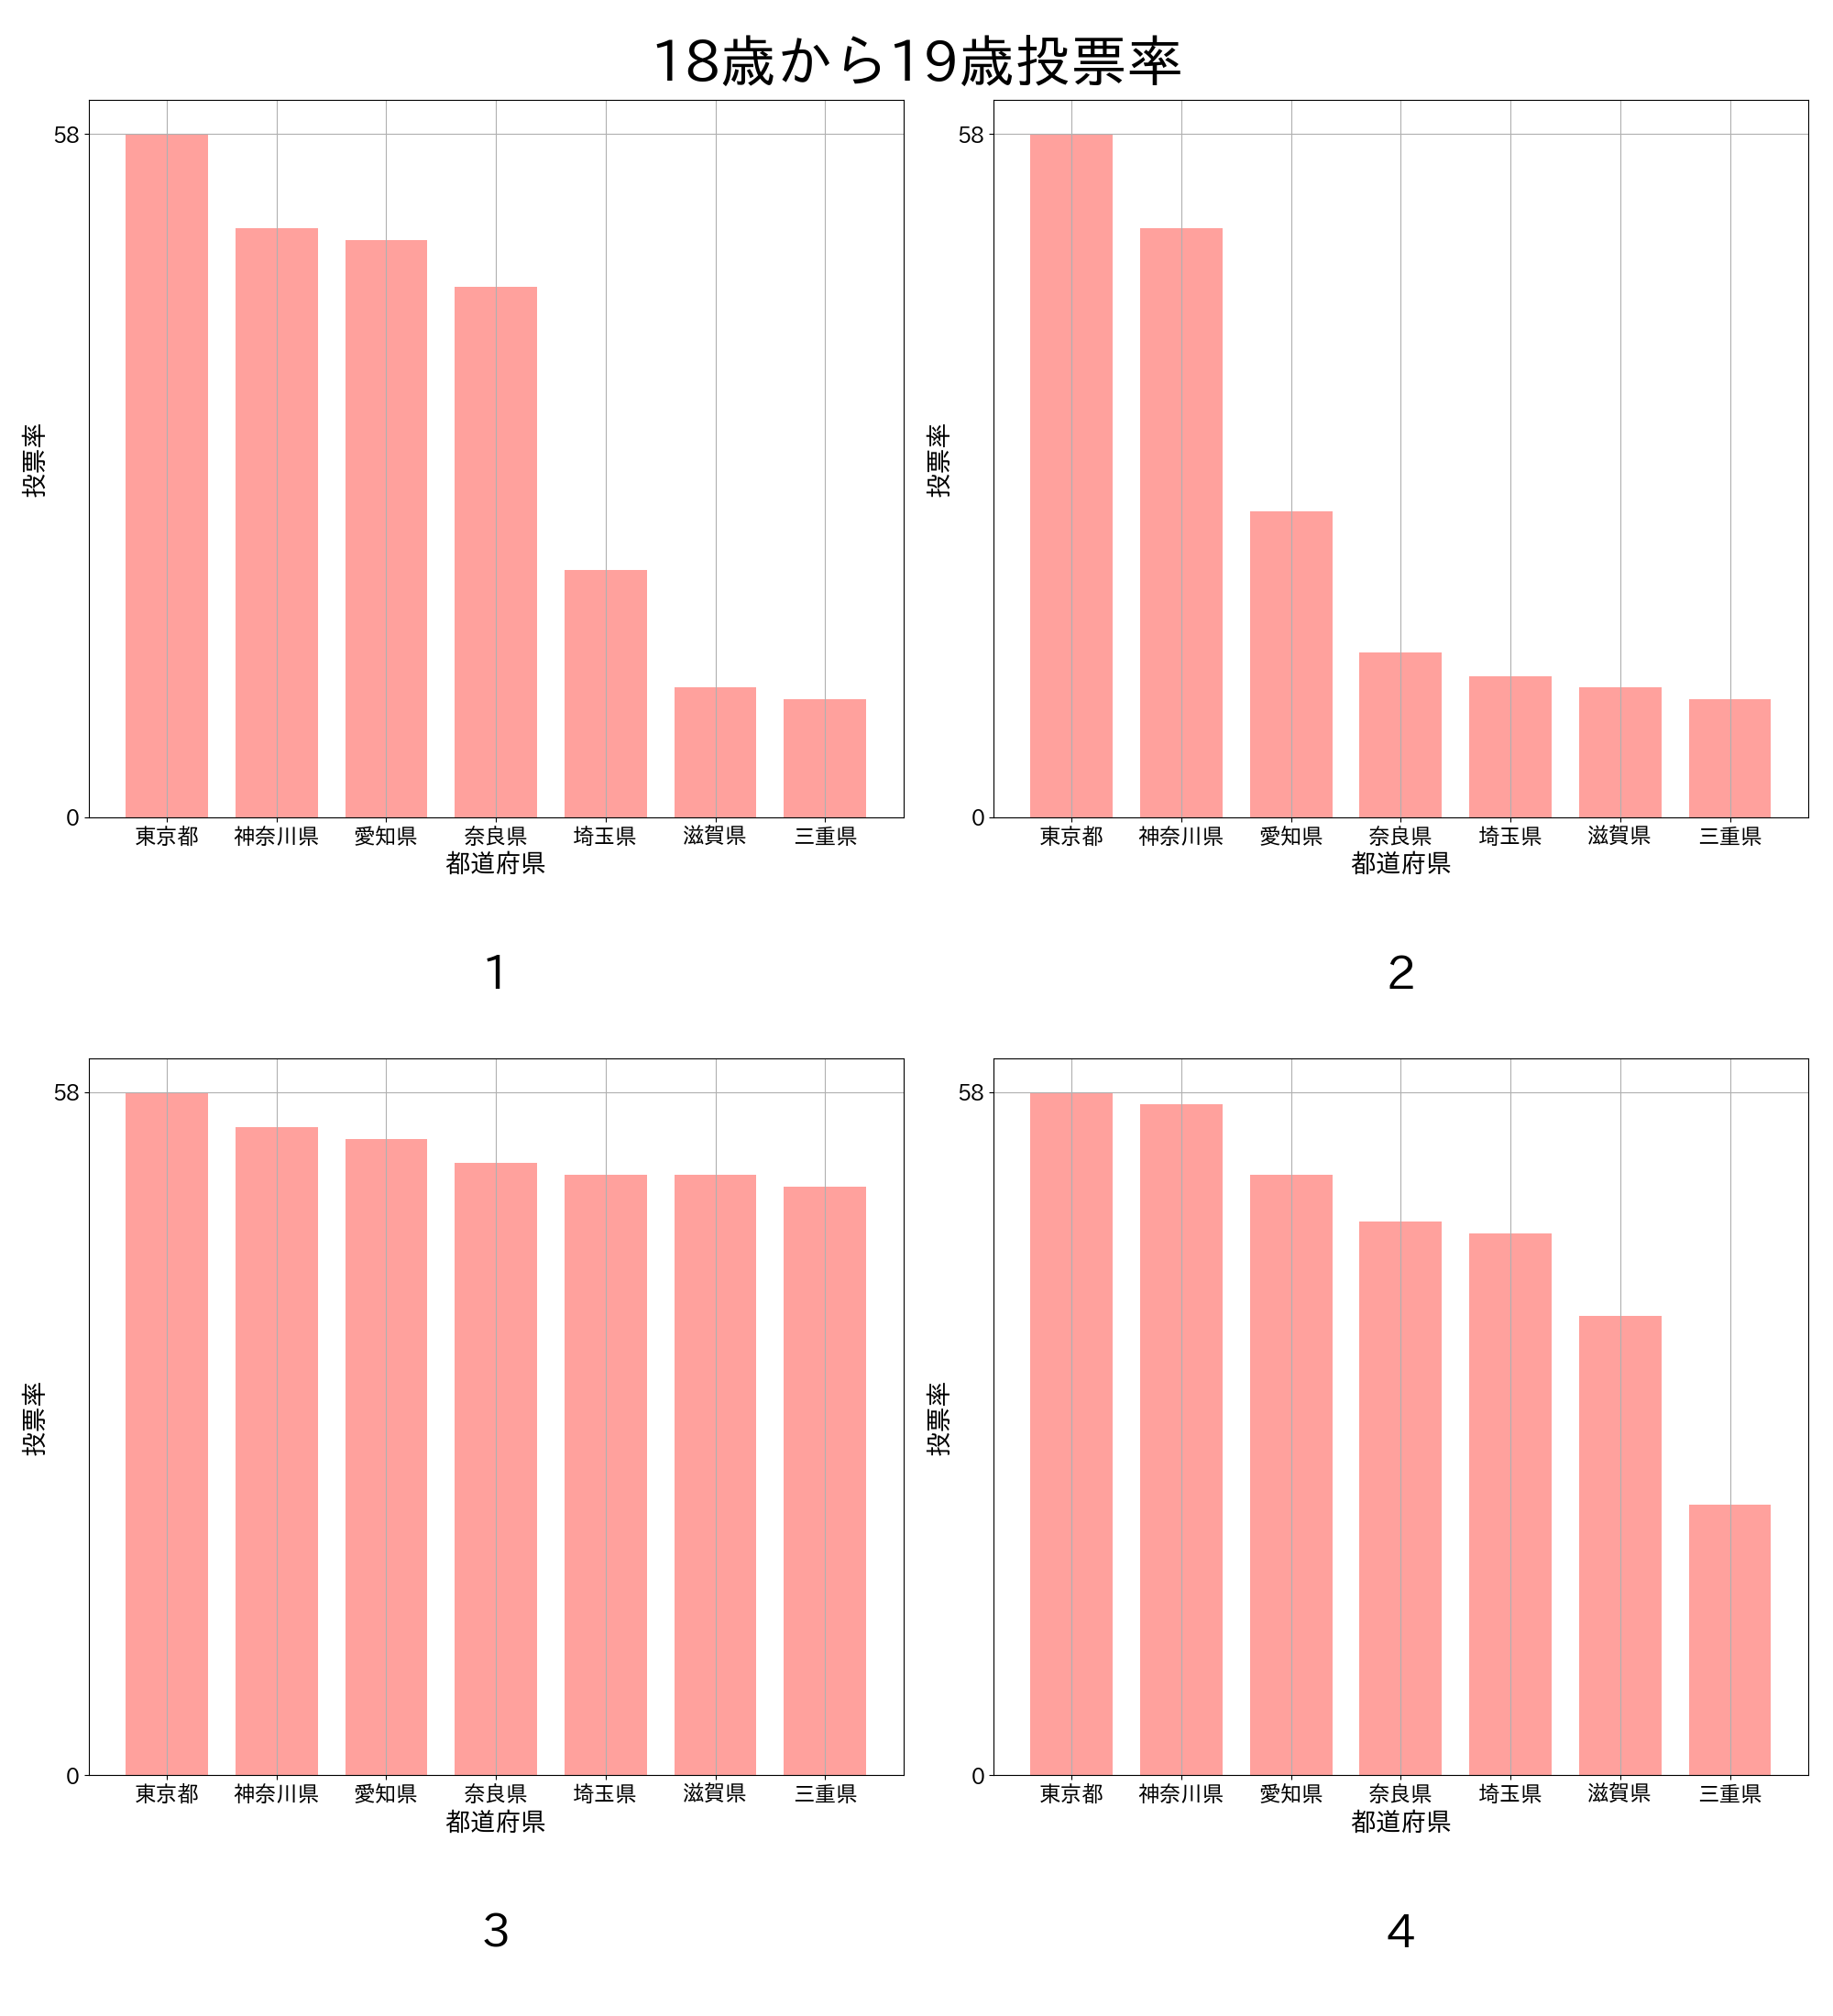 18歳から19歳投票率
58
0
投票率
東京都 神奈川県 愛知県 奈良県 埼玉県 滋賀県 三重県
都道府県
1
58
0
投票率
東京都 神奈川県 愛知県 奈良県 埼玉県 滋賀県 三重県
都道府県
2
58
0
投票率
東京都 神奈川県 愛知県 奈良県 埼玉県 滋賀県 三重県
都道府県
3
58
0
投票率
東京都 神奈川県 愛知県 奈良県 埼玉県 滋賀県 三重県
都道府県
4